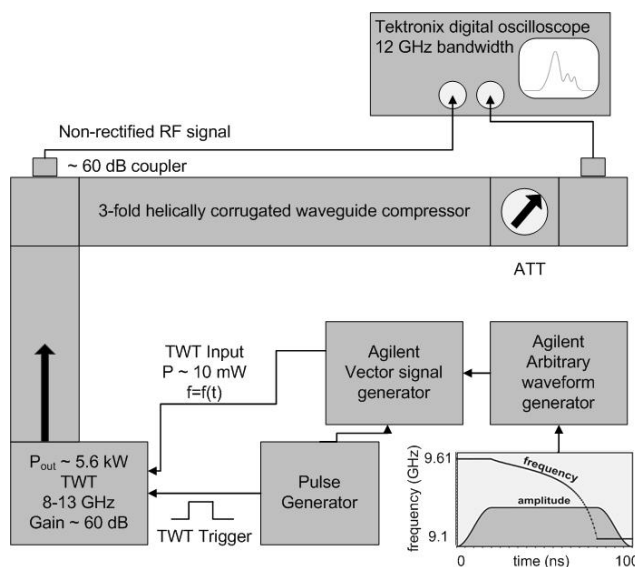 Tektronix digital oscilloscope
12 GHz bandwidth
Non-rectified RF signal
~ 60 dB coupler
3-fold helically corrugated waveguide compressor
ATT
TWT Input
P ~ 10 mW
f=f(t)
Agilent
Vector signal
generator
Agilent
Arbitrary
waveform
generator
P_out ~ 5.6 kW
TWT
8-13 GHz
Gain ~ 60 dB
TWT Trigger
Pulse
Generator
frequency (GHz)
9.61
9.1
frequency
amplitude
0
100
time (ns)